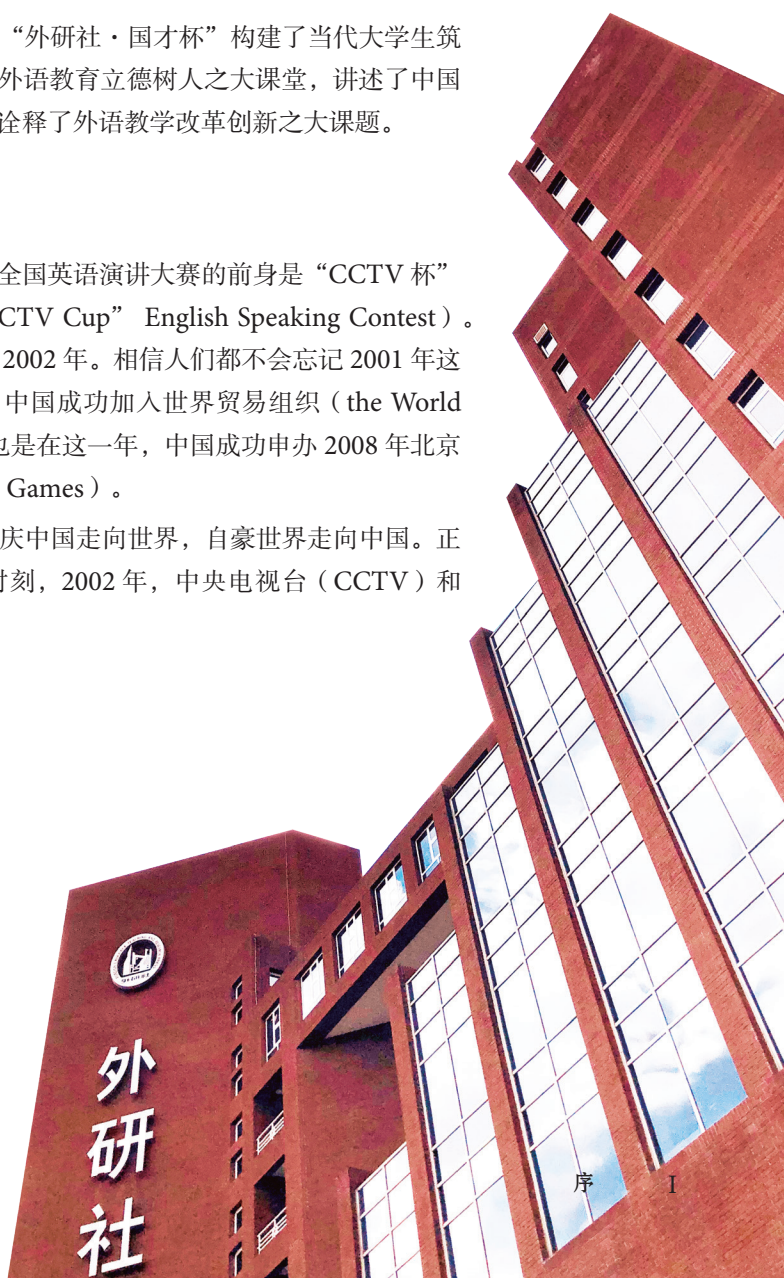 “外研社·国才杯”构建了当代大学生筑
外语教育立德树人之大课堂，讲述了中国
诠释了外语教学改革创新之大课题。
全国英语演讲大赛的前身是“CCTV 杯”
CTV Cup” English Speaking Contest）。
2002 年。相信人们都不会忘记 2001 年这
中国成功加入世界贸易组织（the World
也是在这一年，中国成功申办 2008 年北京
Games）。
庆中国走向世界，自豪世界走向中国。正
时刻，2002 年，中央电视台（CCTV）和
外
研
社
序 I